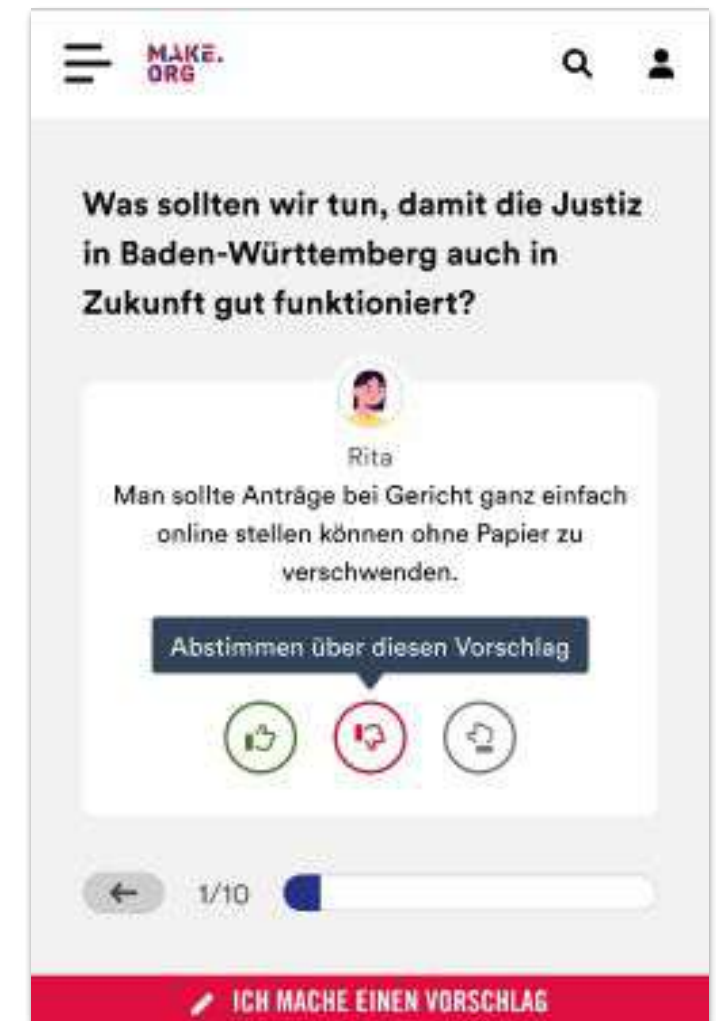 MAKE.
ORG
Was sollten wir tun, damit die Justiz
in Baden-Württemberg auch in
Zukunft gut funktioniert?
Rita
Man sollte Anträge bei Gericht ganz einfach
online stellen können ohne Papier zu
verschwenden.
Abstimmen über diesen Vorschlag
1/10
ICH MACHE EINEN VORSCHLAG